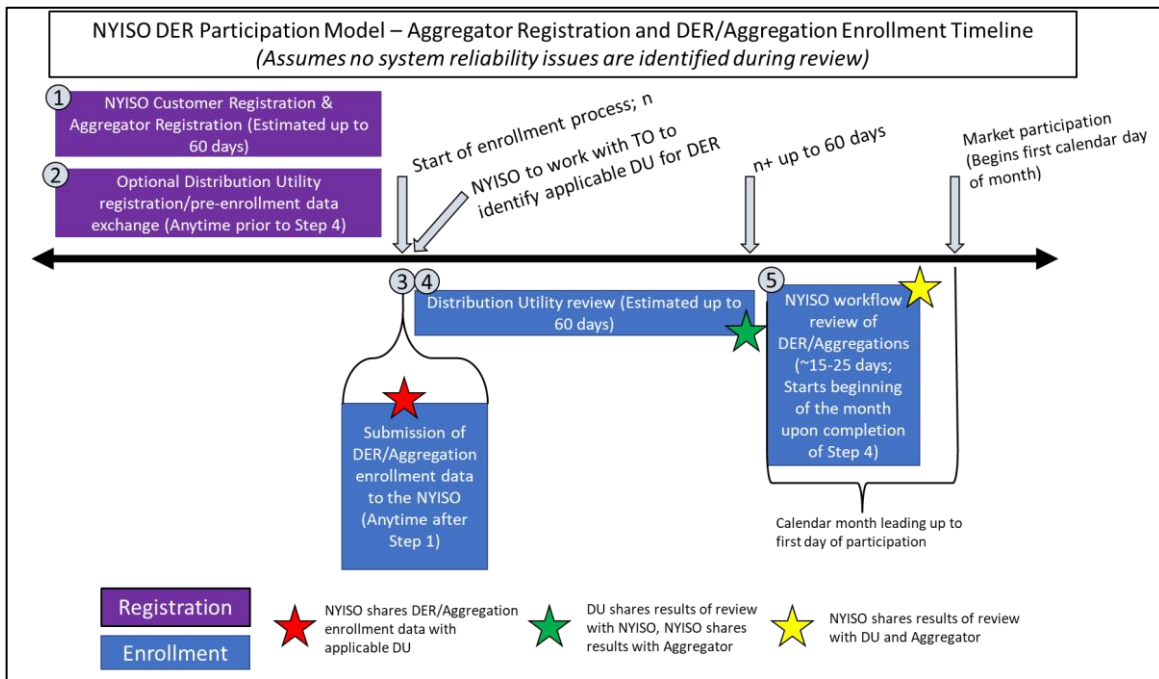 NYISO DER Participation Model – Aggregator Registration and DER/Aggregation Enrollment Timeline
(Assumes no system reliability issues are identified during review)
1
NYISO Customer Registration &
Aggregator Registration (Estimated up to
60 days)
2
Optional Distribution Utility
registration/pre-enrollment data
exchange (Anytime prior to Step 4)
Start of enrollment process; n
NYISO to work with TO to
identify applicable DU for DER
n+ up to 60 days
Market participation
(Begins first calendar day
of month)
3
4
Distribution Utility review (Estimated up to
60 days)
5
NYISO workflow
review of
DER/Aggregations
(~15-25 days;
Starts beginning
of the month
upon completion
of Step 4)
Submission of
DER/Aggregation
enrollment data
to the NYISO
(Anytime after
Step 1)
Calendar month leading up to
first day of participation
Registration
Enrollment
NYISO shares DER/Aggregation
enrollment data with
applicable DU
DU shares results of review
with NYISO, NYISO shares
results with Aggregator
NYISO shares results of review
with DU and Aggregator